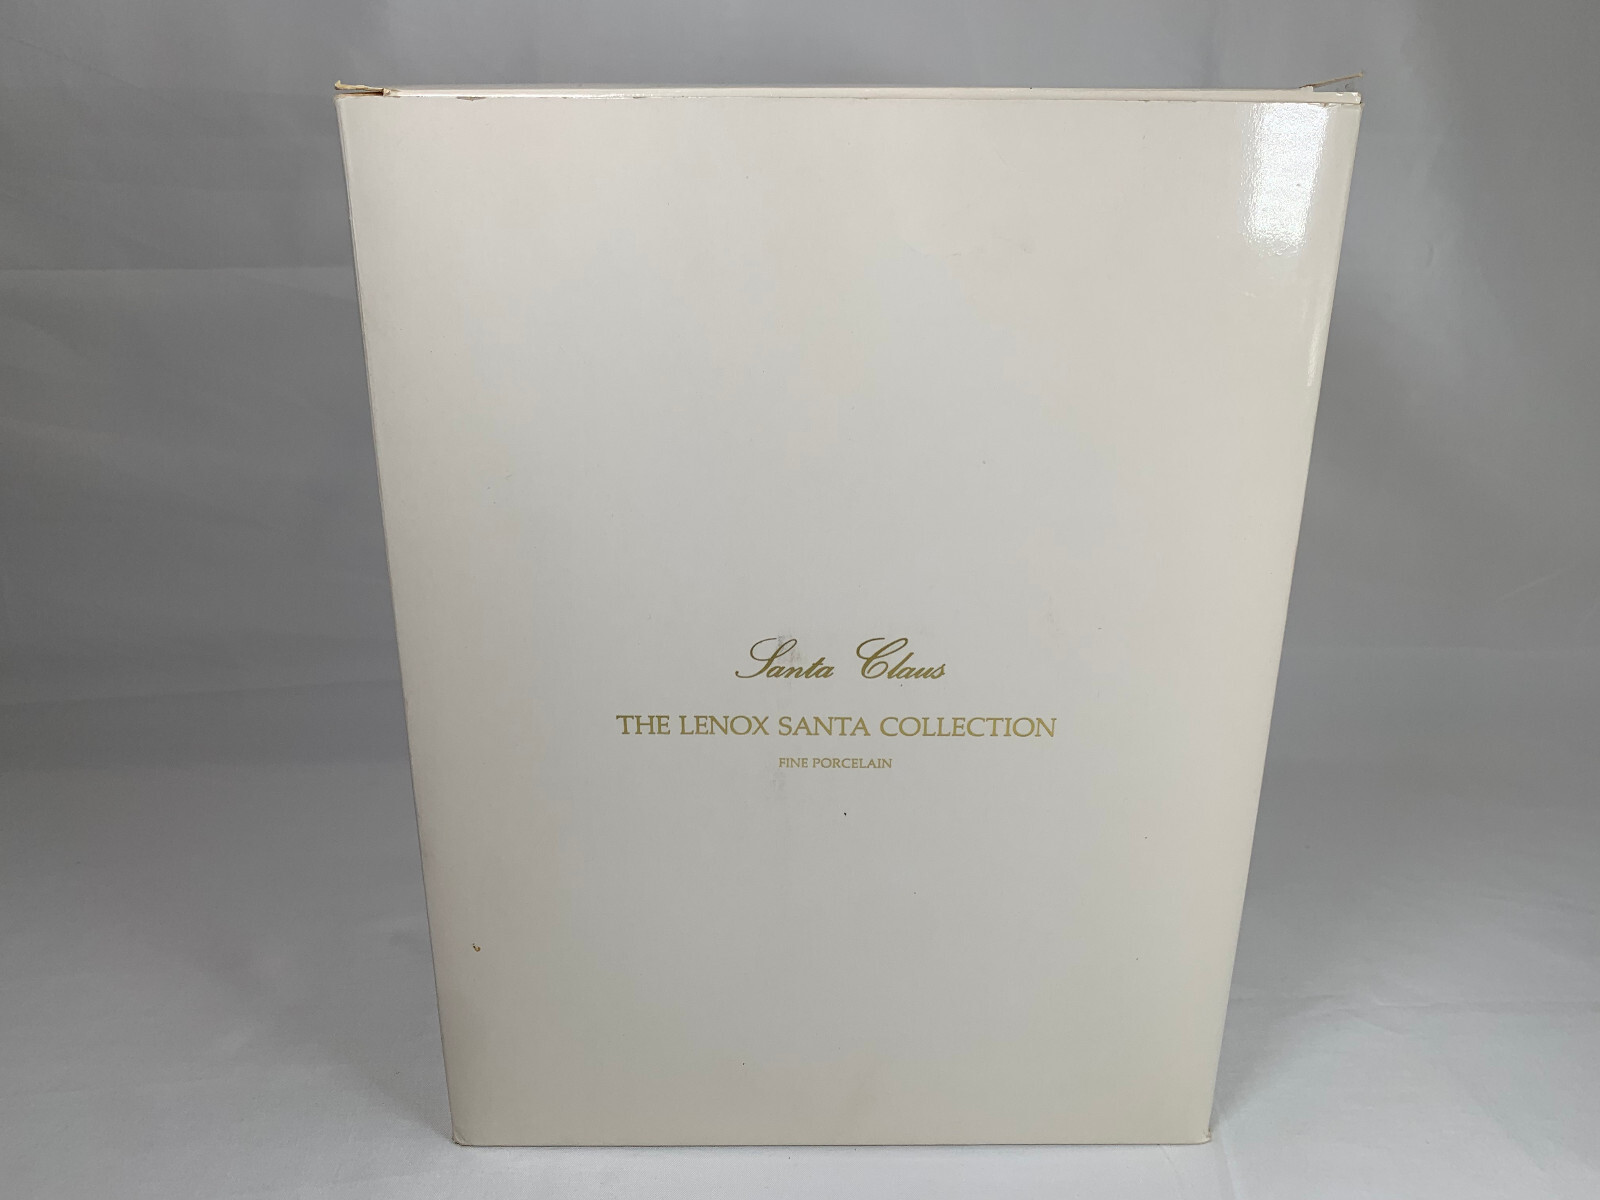 Santa Claus
THE LENOX SANTA COLLECTION
FINE PORCELAIN